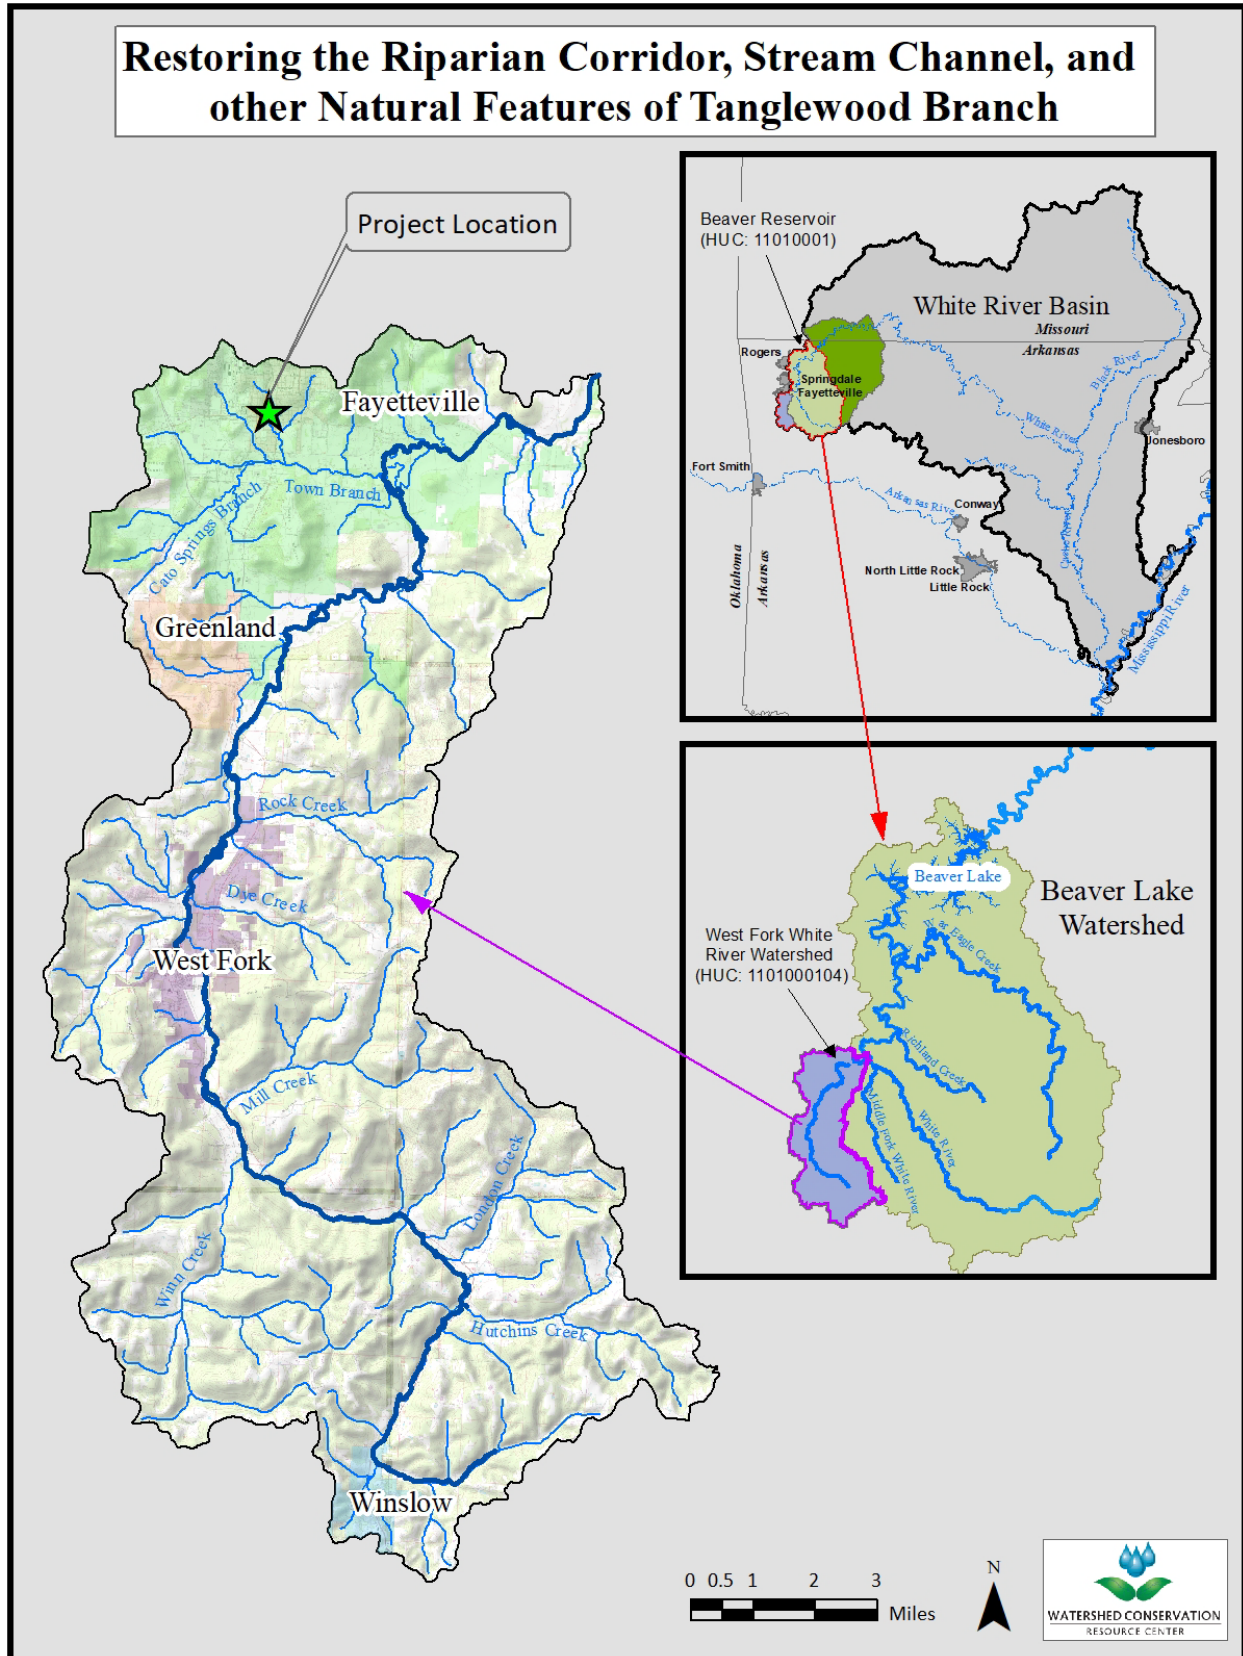 Restoring the Riparian Corridor, Stream Channel, and
other Natural Features of Tanglewood Branch
Project Location
Fayetteville
Town Branch
Cato Springs Branch
Greenland
Rock Creek
Dye Creek
West Fork
Mill Creek
London Creek
Winn Creek
Hutchins Creek
Winslow
Beaver Reservoir
(HUC: 11010001)
White River Basin
Missouri
Arkansas
Rogers
Springdale
Fayetteville
Black River
White River
Jonesboro
Fort Smith
Arkansas River
Conway
Cache River
North Little Rock
Little Rock
Oklahoma
Arkansas
Mississippi River
Beaver Lake
Beaver Lake
Watershed
West Fork White
River Watershed
(HUC: 1101000104)
ar Eagle Creek
Richland Creek
Middle Fork White River
White River
0 0.5 1 2 3
Miles
N
WATERSHED CONSERVATION
RESOURCE CENTER